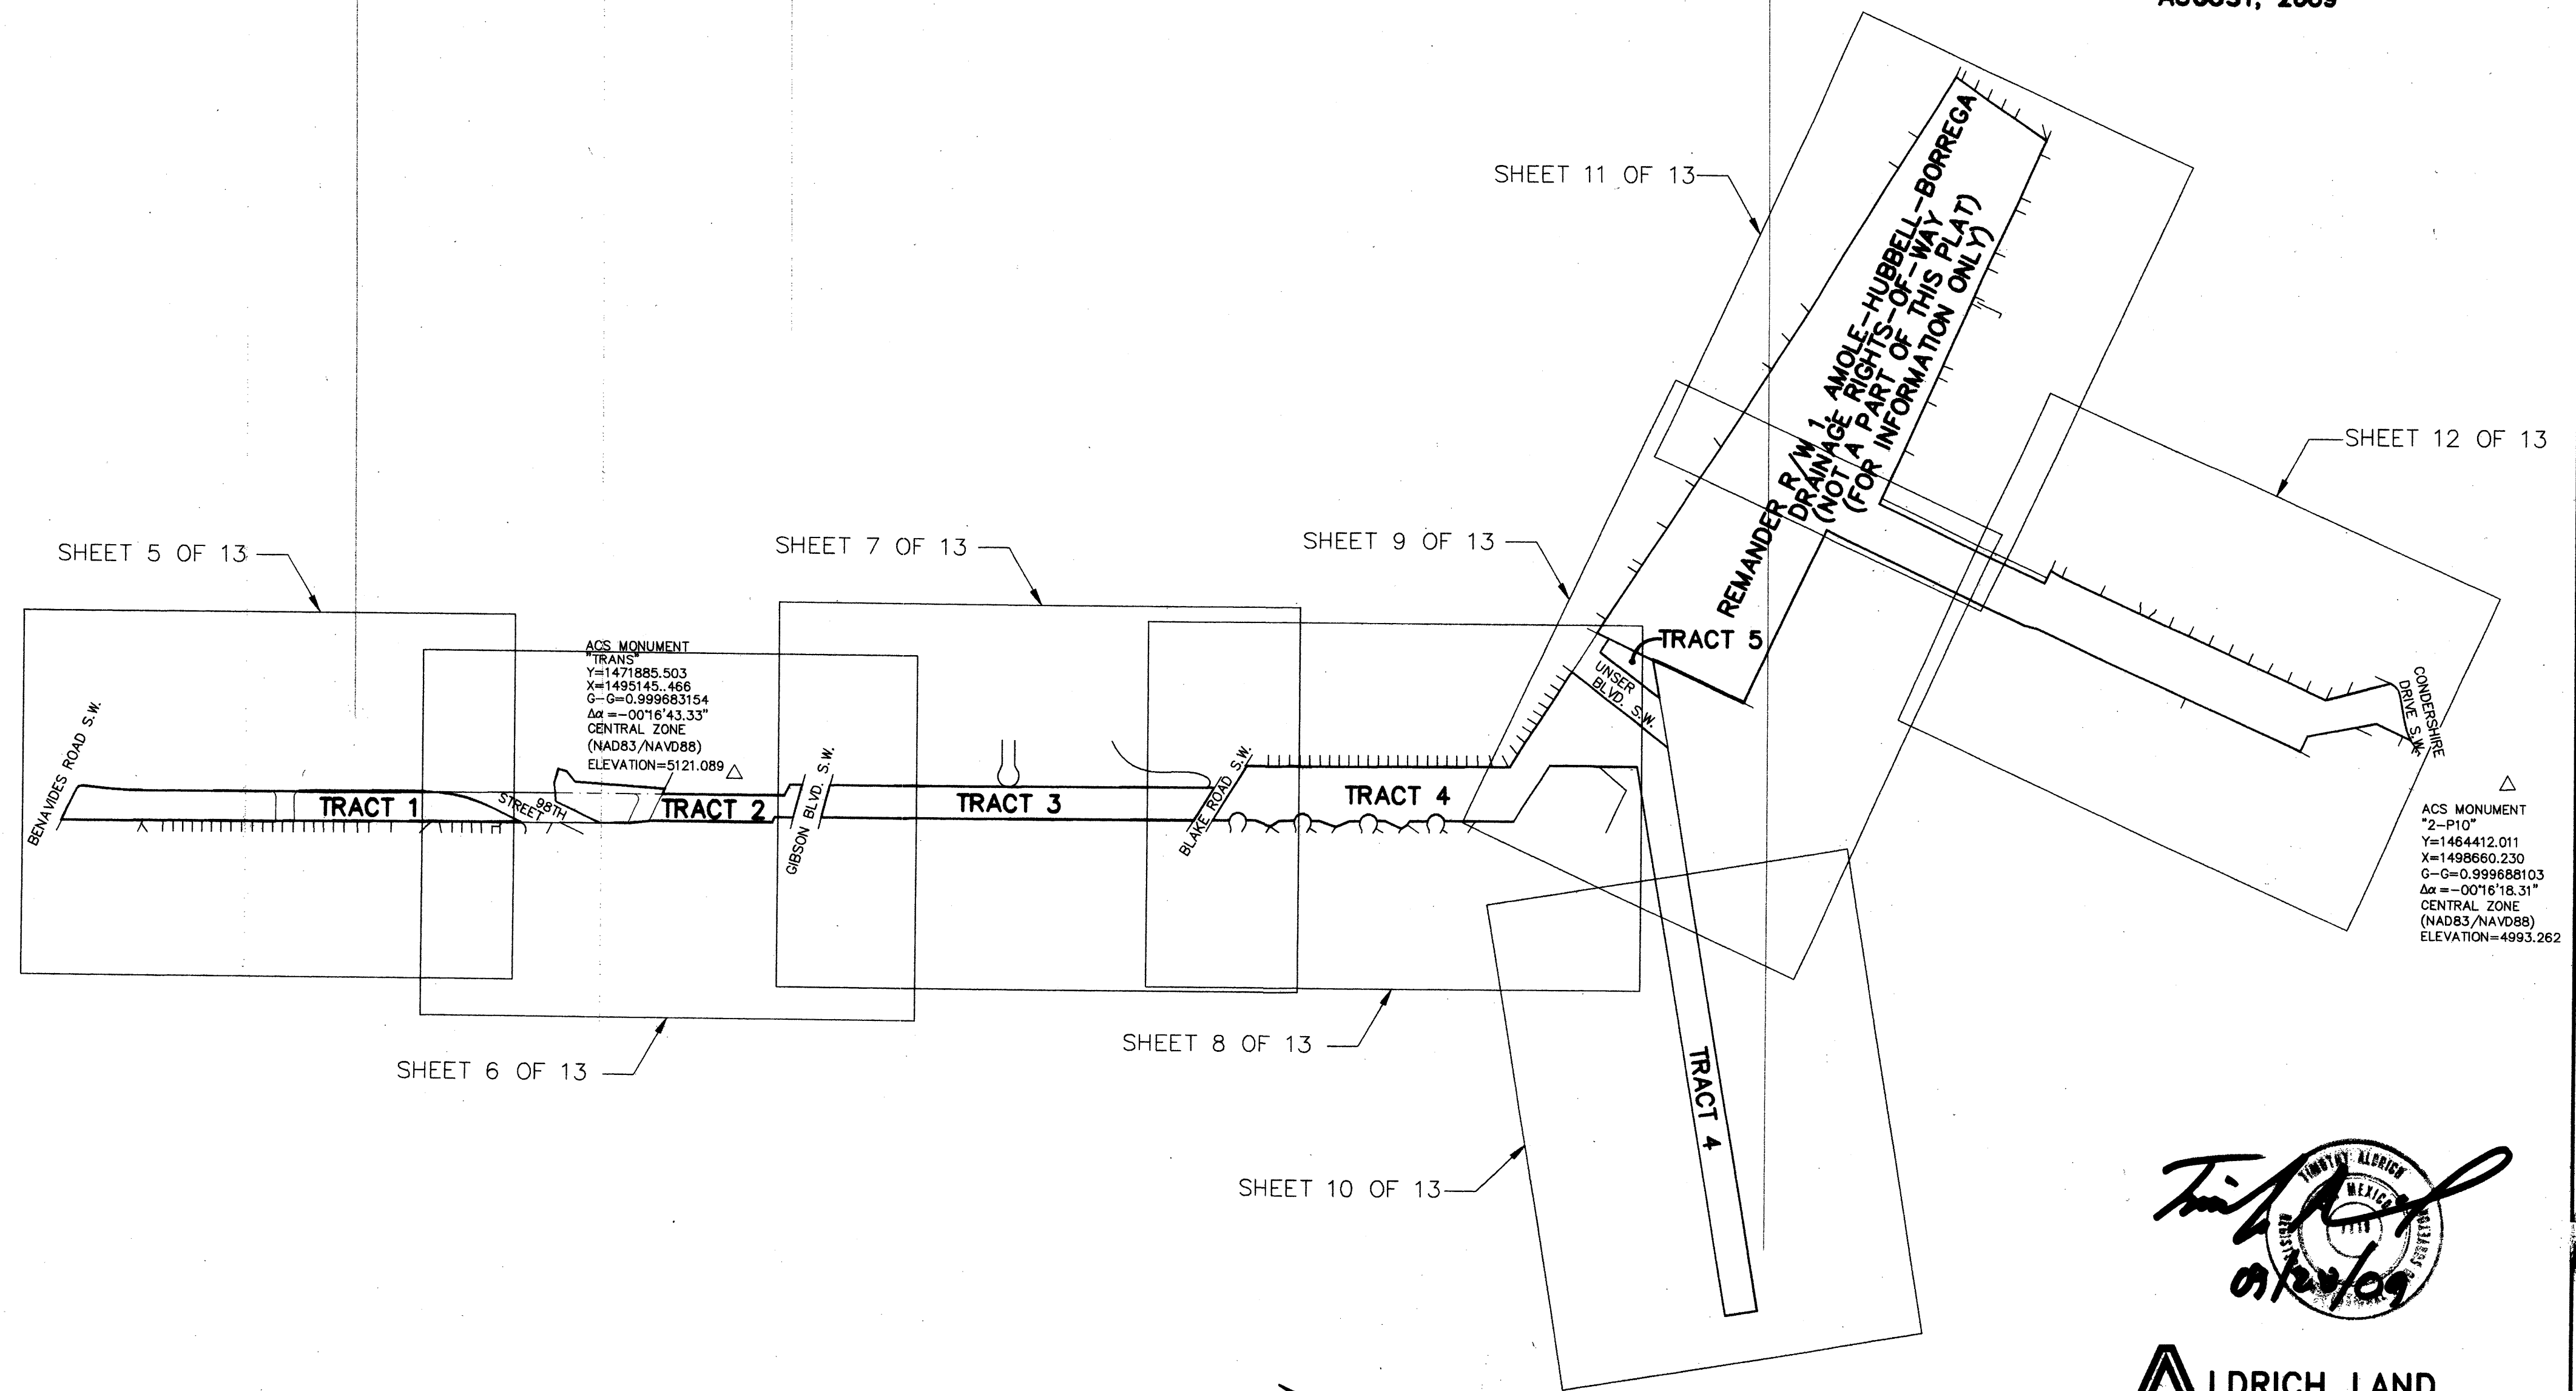 AUGUST, 2009
SHEET 11 OF 13
REMANDER R/W 1, AMOLE-HUBBELL-BORREGA
DRAINAGE RIGHTS-OF-WAY
(NOT A PART OF THIS PLAT)
(FOR INFORMATION ONLY)
SHEET 12 OF 13
SHEET 5 OF 13
SHEET 7 OF 13
SHEET 9 OF 13
ACS MONUMENT
"TRANS"
Y=1471885.503
X=1495145..466
G-G=0.999683154
Δα =-00°16'43.33"
CENTRAL ZONE
(NAD83/NAVD88)
ELEVATION=5121.089
TRACT 5
UNSER
BLVD. S.W.
CONDERSHIRE
DRIVE S.W.
BENAVIDES ROAD S.W.
TRACT 1
98TH
STREET
TRACT 2
GIBSON BLVD. S.W.
TRACT 3
BLAKE ROAD S.W.
TRACT 4
ACS MONUMENT
"2-P10"
Y=1464412.011
X=1498660.230
G-G=0.999688103
Δα =-00°16'18.31"
CENTRAL ZONE
(NAD83/NAVD88)
ELEVATION=4993.262
SHEET 6 OF 13
SHEET 8 OF 13
TRACT 4
SHEET 10 OF 13
TIMOTHY ALDRICH
MEXICO
ALDRICH LAND